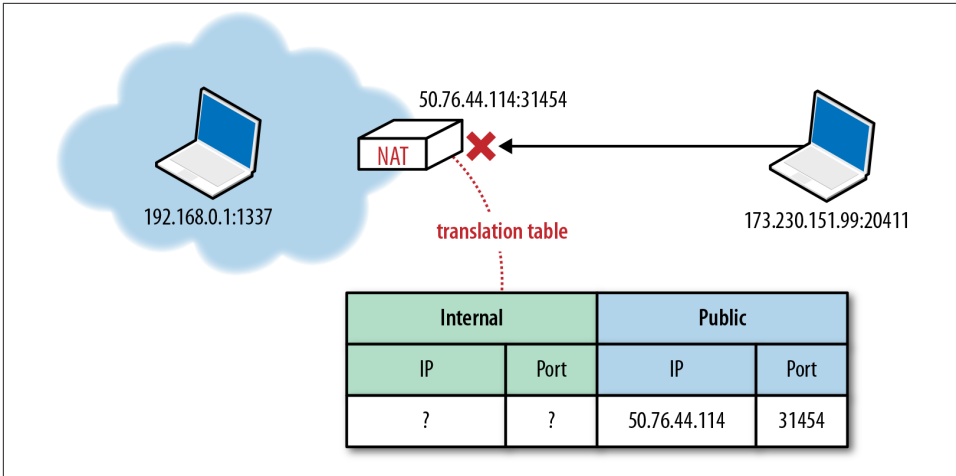 50.76.44.114:31454
NAT
192.168.0.1:1337
173.230.151.99:20411
translation table
Internal Public
IP Port IP Port
? ? 50.76.44.114 31454